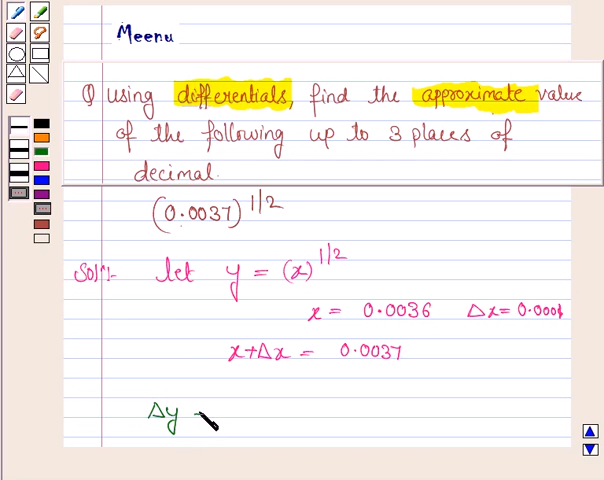 Meenu
Q Using differentials, find the approximate value
of the following up to 3 places of
decimal.
(0.0037)^1/2
Sol^n:- let y = (x)^1/2
x = 0.0036 Δx = 0.0001
x+Δx = 0.0037
Δy -